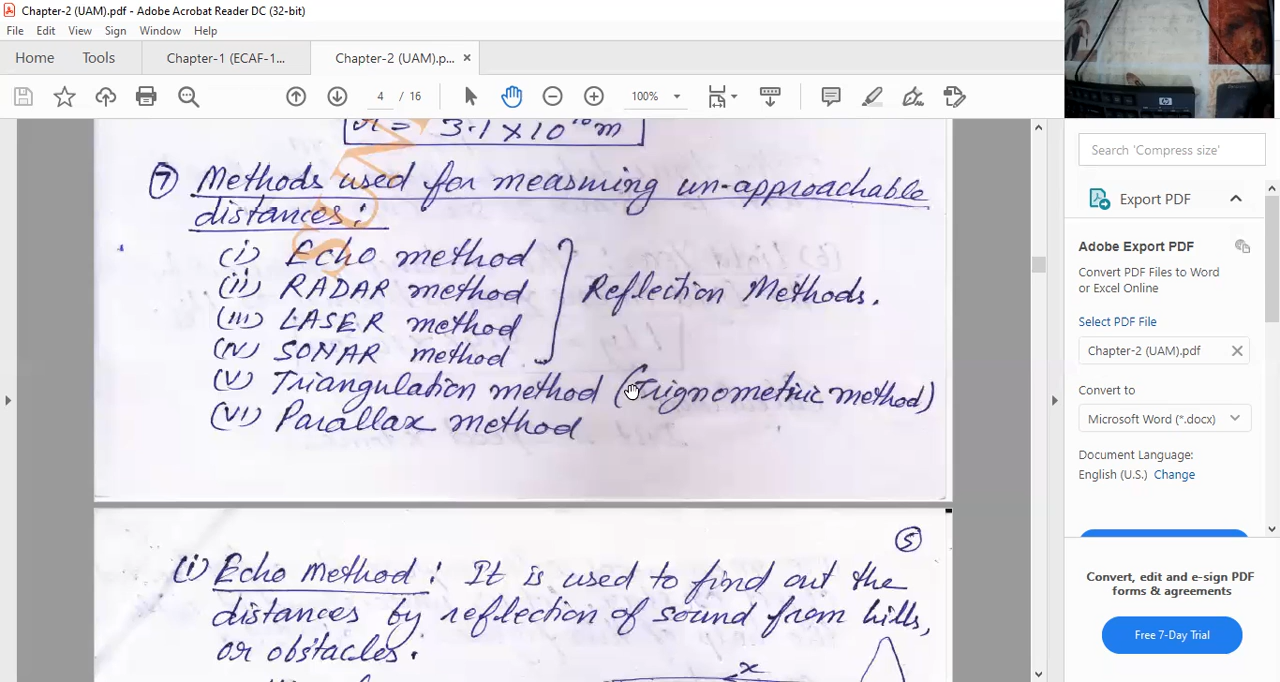 Chapter-2 (UAM).pdf - Adobe Acrobat Reader DC (32-bit)
File Edit View Sign Window Help
Home Tools Chapter-1 (ECAF-1... Chapter-2 (UAM).p... ×
4 / 16 100%
Search 'Compress size'
Export PDF
Adobe Export PDF
Convert PDF Files to Word
or Excel Online
Select PDF File
Chapter-2 (UAM).pdf
Convert to
Microsoft Word (*.docx)
Document Language:
English (U.S.) Change
Convert, edit and e-sign PDF
forms & agreements
Free 7-Day Trial
= 3.1 × 10¹⁶ m
⑦ Methods used for measuring un-approachable
distances:
(i) Echo method
(ii) RADAR method
(III) LASER method
(IV) SONAR method
Reflection Methods.
(V) Triangulation method (Trignometric method)
(VI) Parallax method
⑤
(i) Echo Method: It is used to find out the
distances by reflection of sound from hills,
or obstacles.
x